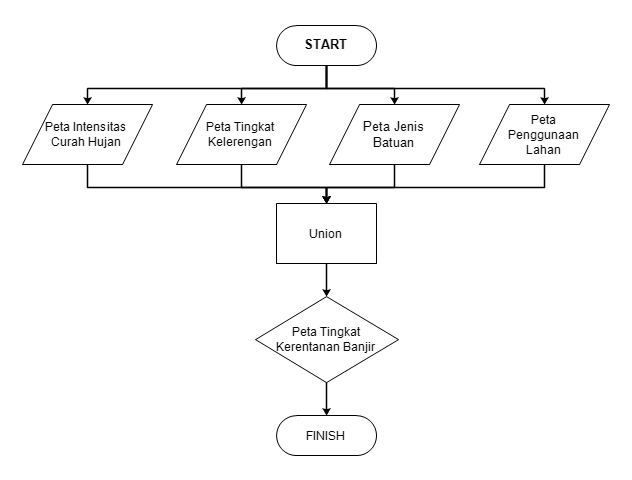 START
Peta Intensitas
Curah Hujan
Peta Tingkat
Kelerengan
Peta Jenis
Batuan
Peta
Penggunaan
Lahan
Union
Peta Tingkat
Kerentanan Banjir
FINISH